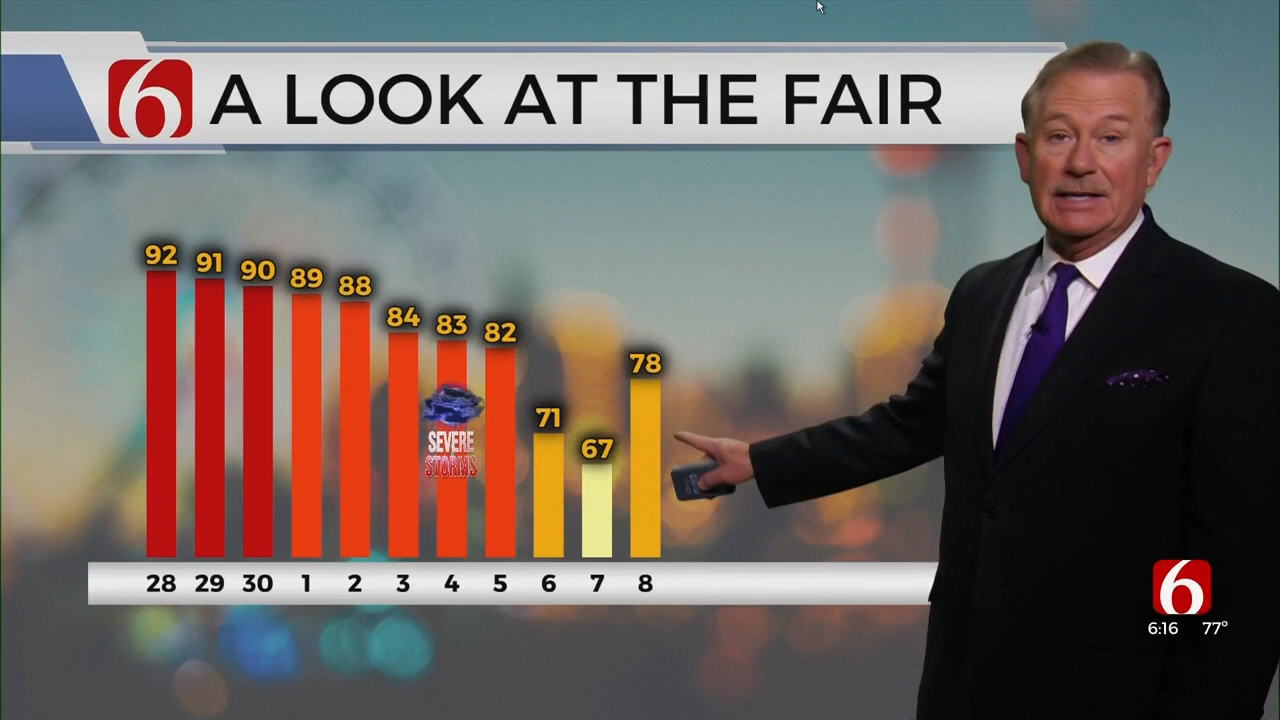 6 A LOOK AT THE FAIR
92 91 90 89 88 84 83 82 71 67 78
SEVERE
STORMS
28 29 30 1 2 3 4 5 6 7 8
6
6:16 77°